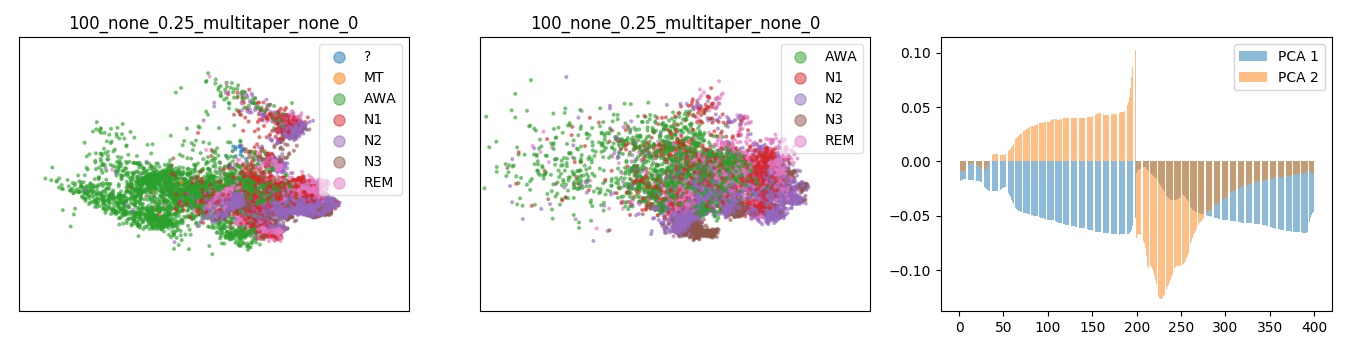 100_none_0.25_multitaper_none_0
?
MT
AWA
N1
N2
N3
REM
100_none_0.25_multitaper_none_0
AWA
N1
N2
N3
REM
PCA 1
PCA 2
0.10
0.05
0.00
−0.05
−0.10
0 50 100 150 200 250 300 350 400